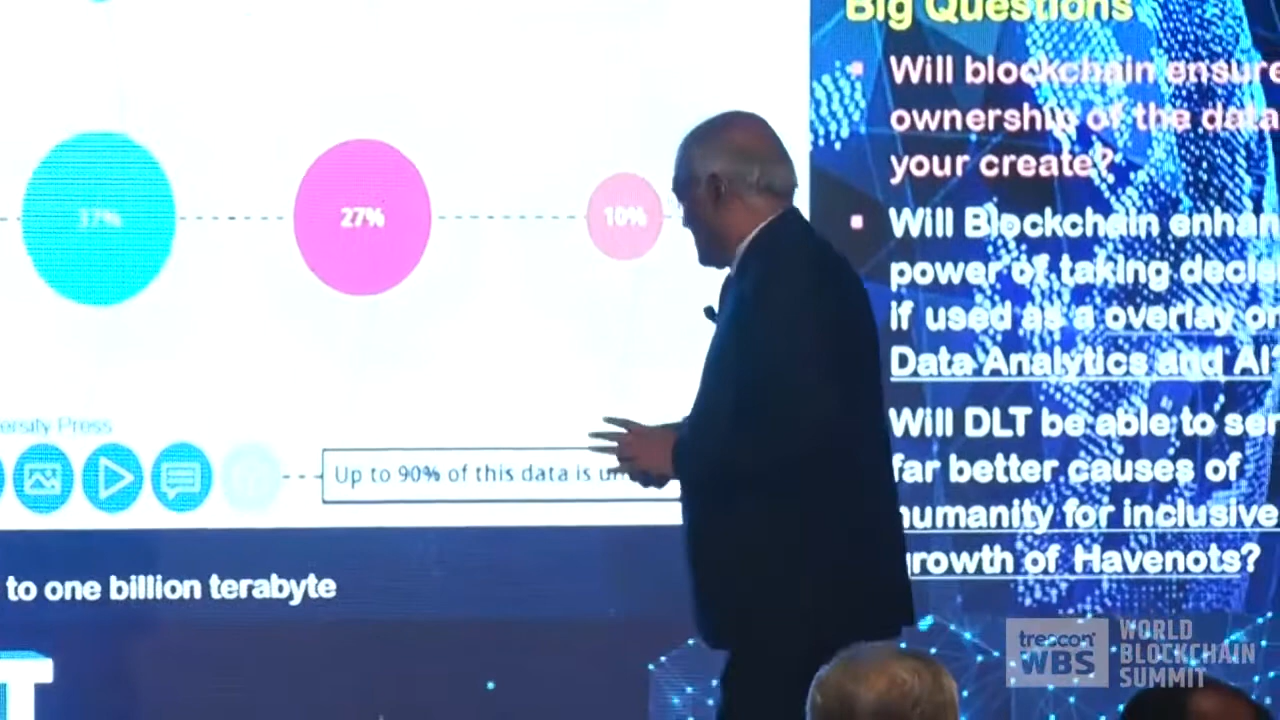 Big Questions
Will blockchain ensure
ownership of the data
your create?
Will Blockchain enhan
power of taking decis
if used as a overlay on
Data Analytics and AI?
Will DLT be able to ser
far better causes of
humanity for inclusive
growth of Havenots?
17%
27%
10%
ersity Press
Up to 90% of this data is un
to one billion terabyte
T
trescon
WBS
WORLD
BLOCKCHAIN
SUMMIT